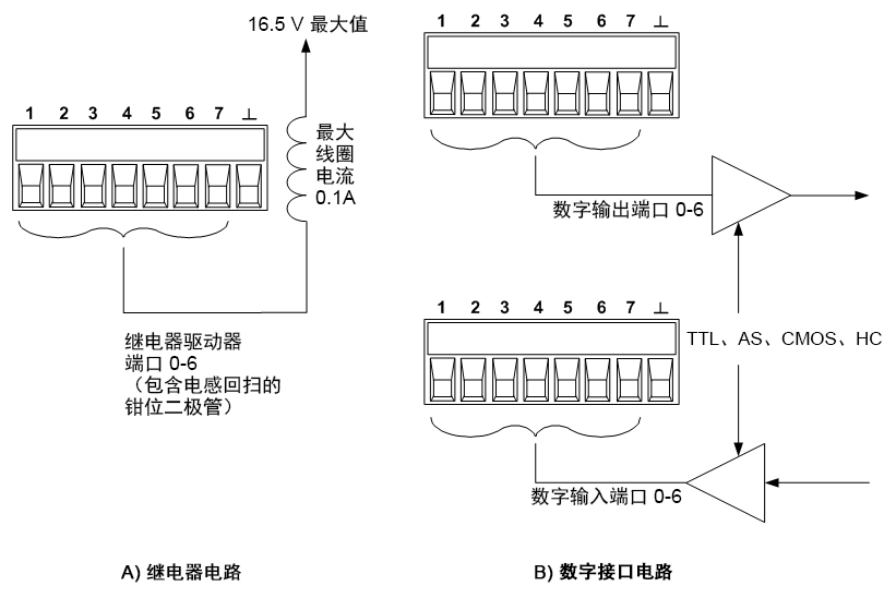 16.5 V 最大值
1 2 3 4 5 6 7 ⊥
最大
线圈
电流
0.1A
继电器驱动器
端口 0-6
（包含电感回扫的
钳位二极管）
A) 继电器电路
1 2 3 4 5 6 7 ⊥
数字输出端口 0-6
TTL、AS、CMOS、HC
1 2 3 4 5 6 7 ⊥
数字输入端口 0-6
B) 数字接口电路